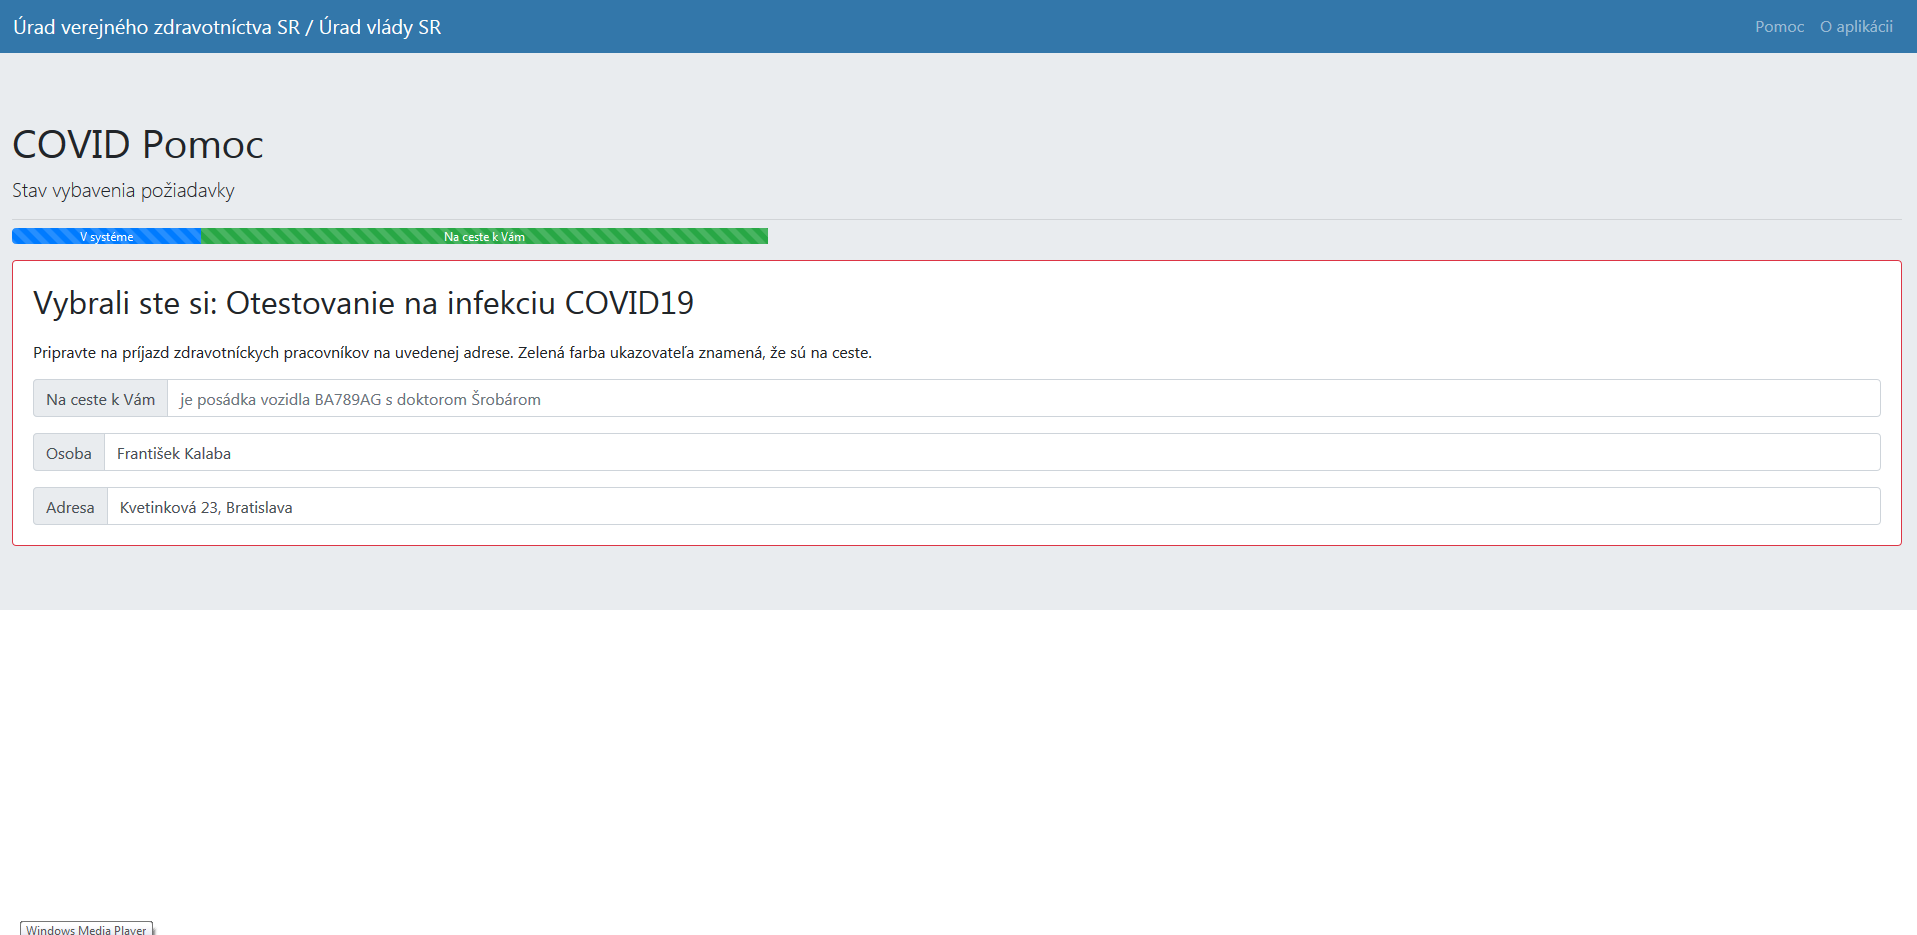 Úrad verejného zdravotníctva SR / Úrad vlády SR
Pomoc O aplikácii
COVID Pomoc
Stav vybavenia požiadavky
V systéme
Na ceste k Vám
Vybrali ste si: Otestovanie na infekciu COVID19
Pripravte na príjazd zdravotníckych pracovníkov na uvedenej adrese. Zelená farba ukazovateľa znamená, že sú na ceste.
Na ceste k Vám je posádka vozidla BA789AG s doktorom Šrobárom
Osoba František Kalaba
Adresa Kvetinková 23, Bratislava
Windows Media Player